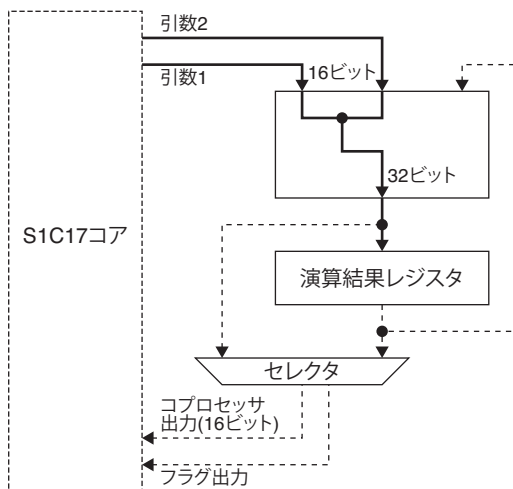 引数2
引数1
16ビット
32ビット
S1C17コア
演算結果レジスタ
セレクタ
コプロセッサ
出力(16ビット)
フラグ出力